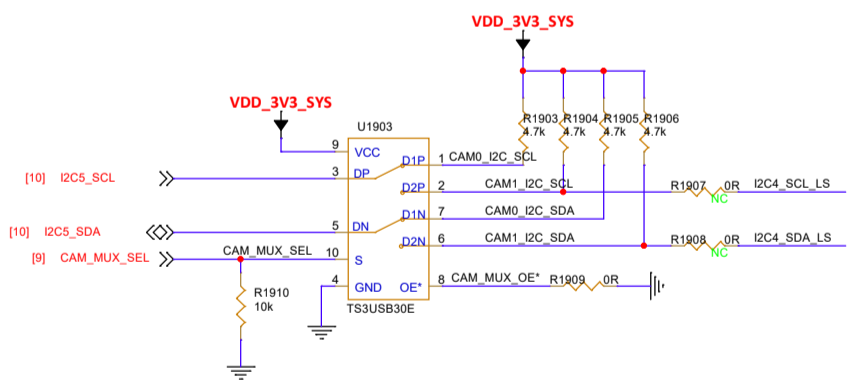 VDD_3V3_SYS
VDD_3V3_SYS
U1903
R1903 R1904 R1905 R1906
4.7k 4.7k 4.7k 4.7k
9 VCC
D1P 1 CAM0_I2C_SCL
[10] I2C5_SCL 3 DP
D2P 2 CAM1_I2C_SCL R1907 0R I2C4_SCL_LS
NC
D1N 7 CAM0_I2C_SDA
[10] I2C5_SDA 5 DN
D2N 6 CAM1_I2C_SDA R1908 0R I2C4_SDA_LS
NC
[9] CAM_MUX_SEL CAM_MUX_SEL 10 S
4 GND OE* 8 CAM_MUX_OE* R1909 0R
R1910
10k
TS3USB30E